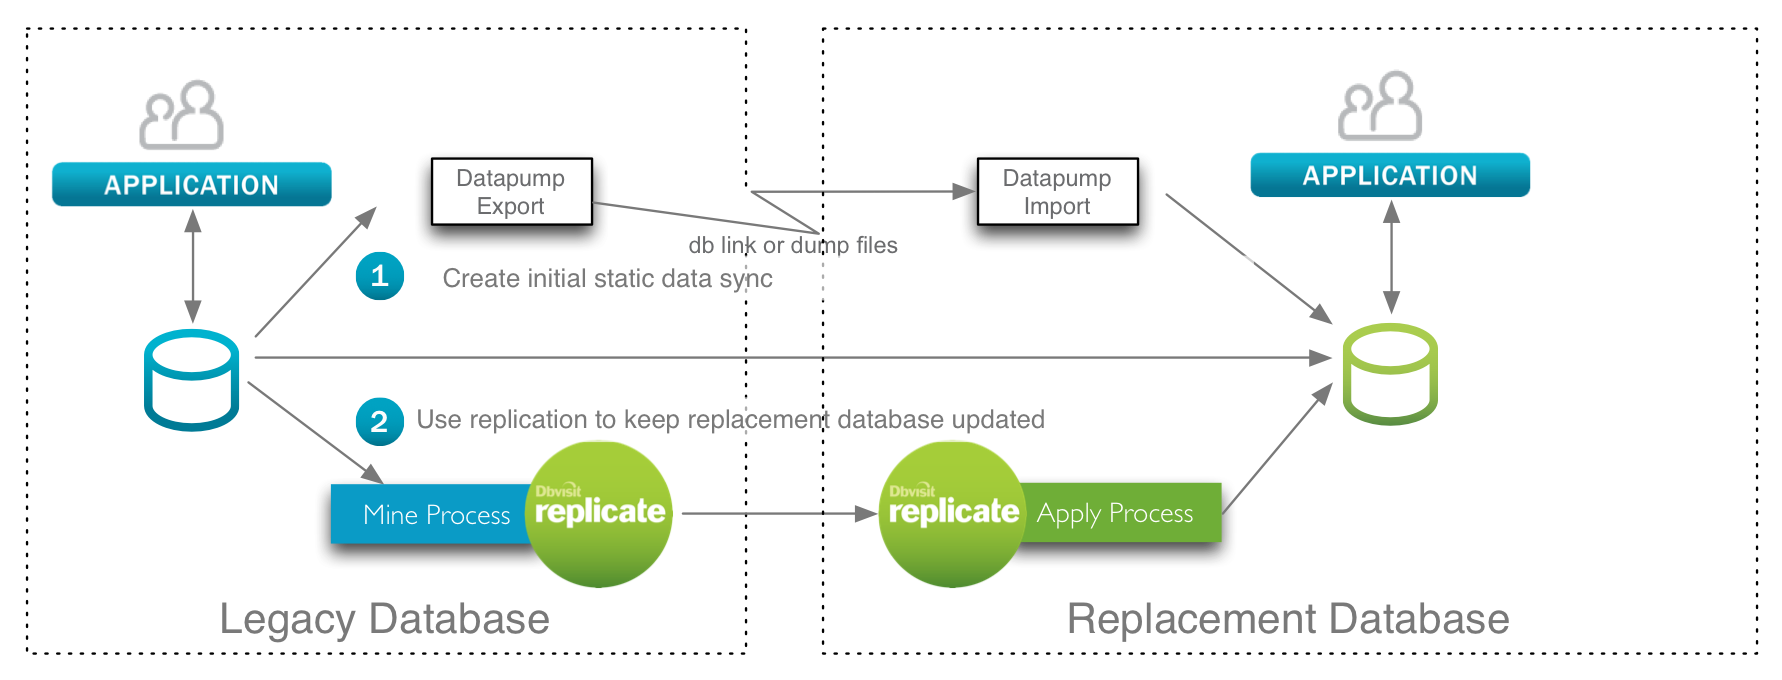 APPLICATION
Datapump
Export
Datapump
Import
APPLICATION
db link or dump files
1
Create initial static data sync
2
Use replication to keep replacement database updated
Mine Process
Dbvisit
replicate
Dbvisit
replicate
Apply Process
Legacy Database
Replacement Database